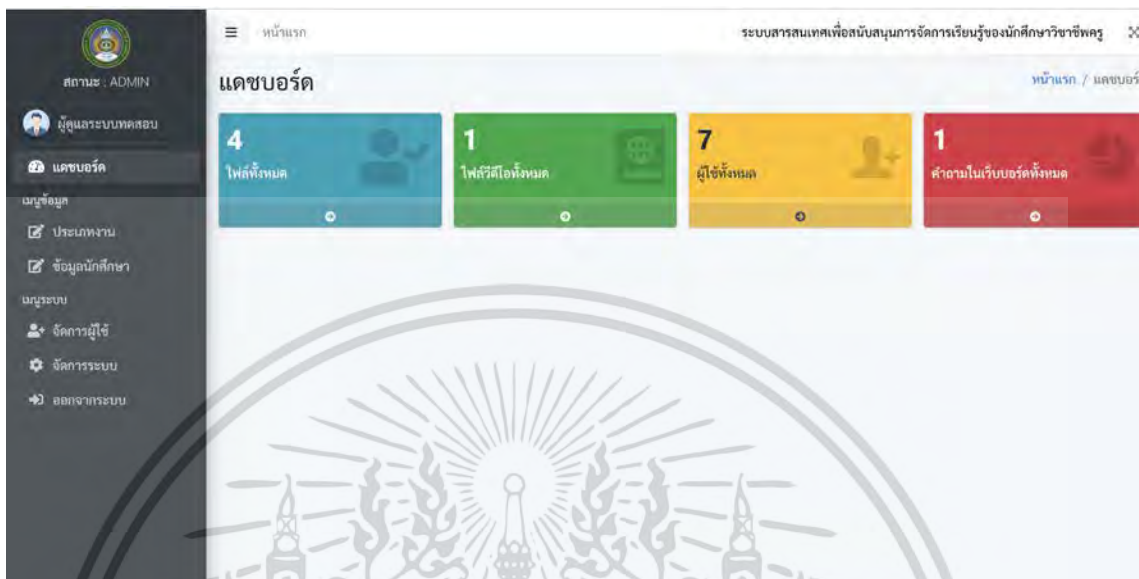 หน้าแรก
ระบบสารสนเทศเพื่อสนับสนุนการจัดการเรียนรู้ของนักศึกษาวิชาชีพครู
สถานะ : ADMIN
แดชบอร์ด
หน้าแรก / แดชบอร์
ผู้ดูแลระบบทดสอบ
แดชบอร์ด
เมนูข้อมูล
ประเภทงาน
ข้อมูลนักศึกษา
เมนูระบบ
จัดการผู้ใช้
จัดการระบบ
ออกจากระบบ
4
ไฟล์ทั้งหมด
1
ไฟล์วีดีโอทั้งหมด
7
ผู้ใช้ทั้งหมด
1
คำถามในเว็บบอร์ดทั้งหมด